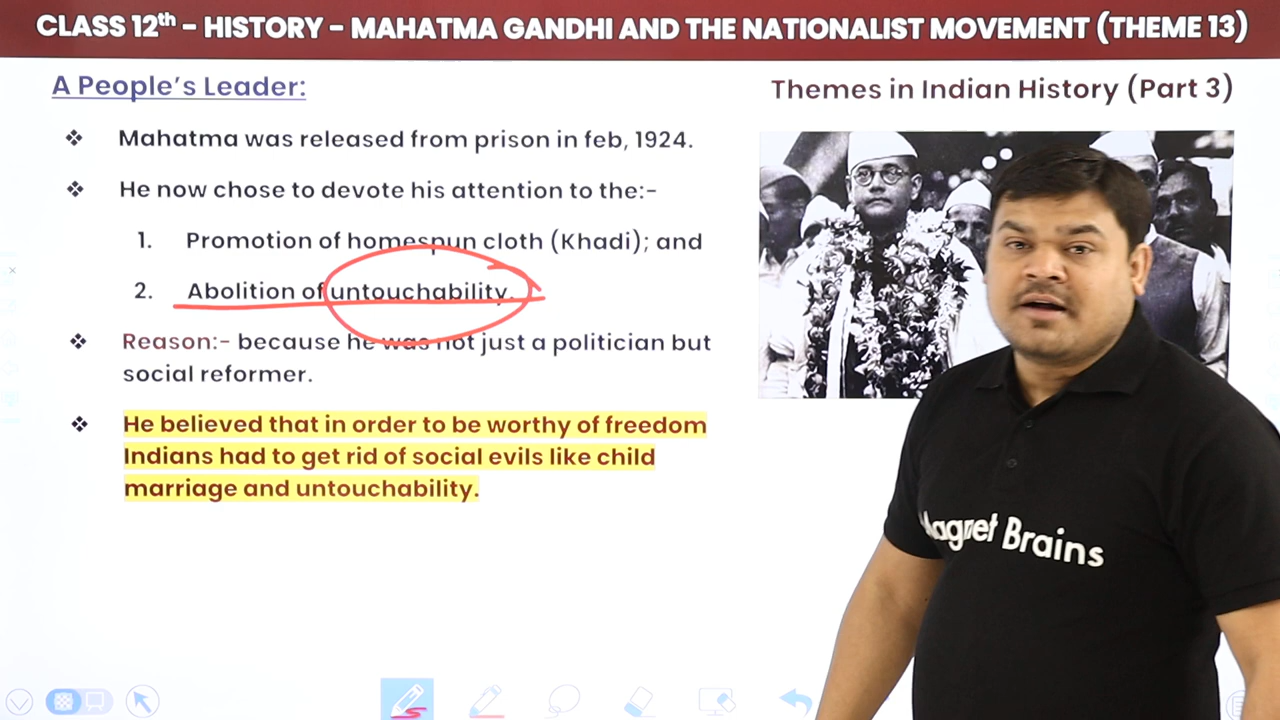 CLASS 12th – HISTORY – MAHATMA GANDHI AND THE NATIONALIST MOVEMENT (THEME 13)
A People's Leader:
Themes in Indian History (Part 3)
❖ Mahatma was released from prison in feb, 1924.
❖ He now chose to devote his attention to the:-
1. Promotion of homespun cloth (Khadi); and
2. Abolition of untouchability.
❖ Reason:- because he was not just a politician but
social reformer.
❖ He believed that in order to be worthy of freedom
Indians had to get rid of social evils like child
marriage and untouchability.
Magnet Brains